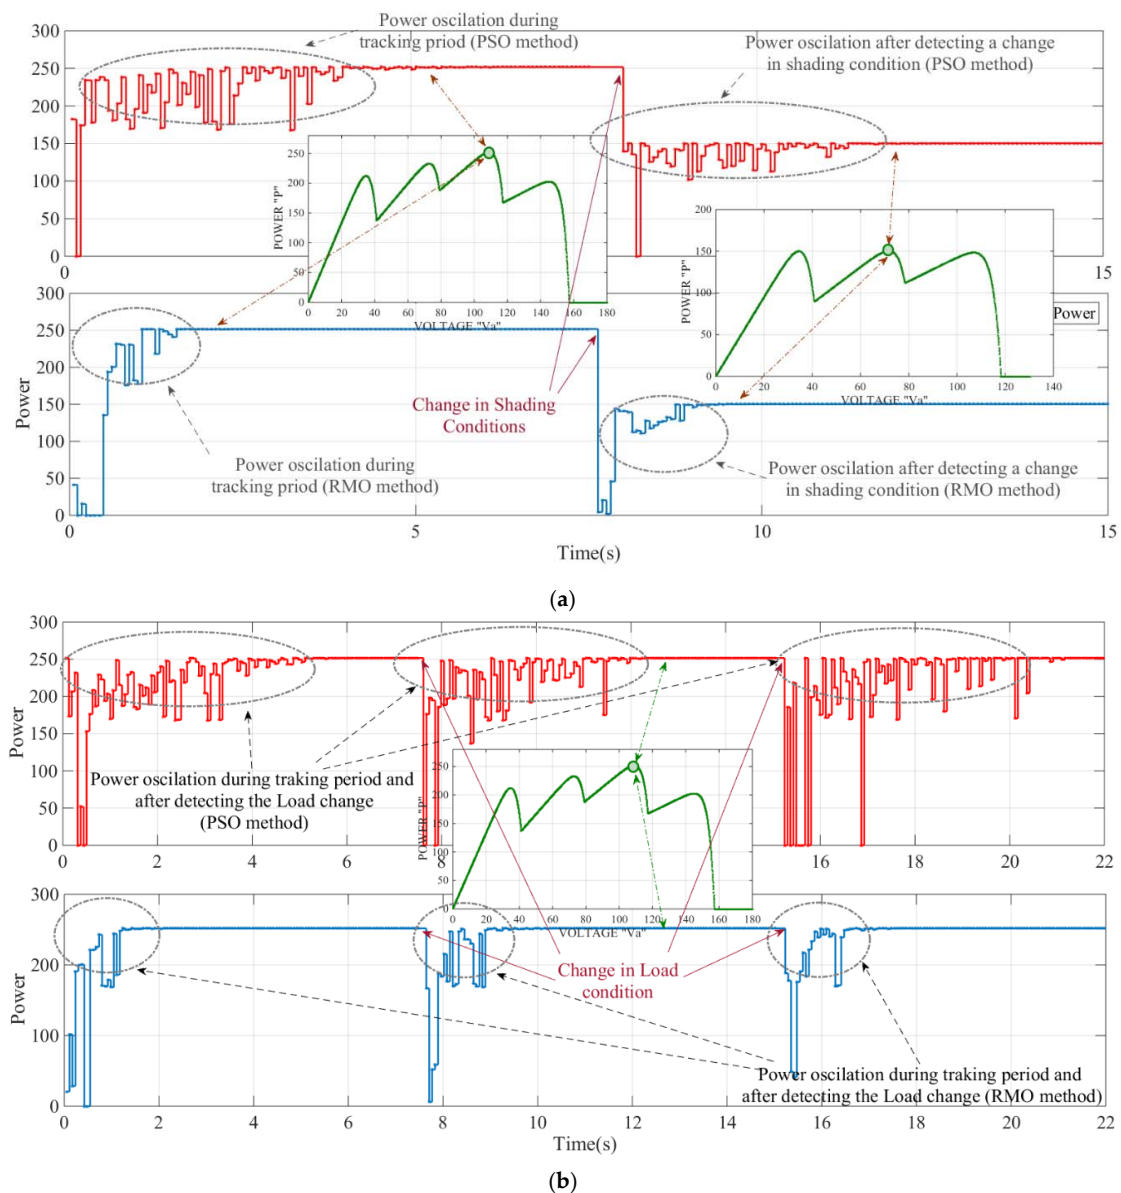 Power oscilation during
tracking priod (PSO method)
Power oscilation after detecting a change
in shading condition (PSO method)
300
250
200
150
100
50
0
0
15
POWER "P"
250
200
150
100
50
0
0 20 40 60 80 100 120 140 160 180
VOLTAGE "Va"
POWER "P"
200
150
100
50
0
0 20 40 60 80 100 120 140
VOLTAGE "Va"
Power
300
250
200
150
100
50
0
Power
Change in Shading
Conditions
Power oscilation during
tracking priod (RMO method)
Power oscilation after detecting a change
in shading condition (RMO method)
0 5 10 15
Time(s)
(a)
300
250
200
150
100
50
0
Power
Power oscilation during traking period and
after detecting the Load change
(PSO method)
0 2 4 6 8 16 18 20 22
POWER "P"
250
200
150
100
50
0
0 20 40 60 80 100 120 140 160 180
VOLTAGE "Va"
300
200
100
0
Power
Change in Load
condition
Power oscilation during traking period and
after detecting the Load change (RMO method)
0 2 4 6 8 10 12 14 16 18 20 22
Time(s)
(b)